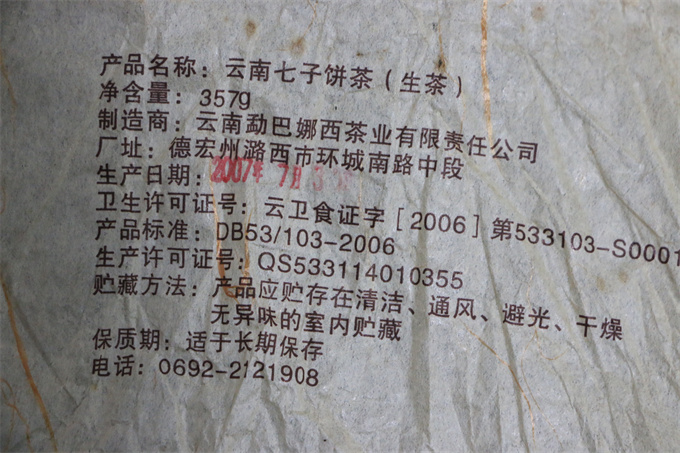 产品名称：云南七子饼茶（生茶）
净含量：357g
制造商：云南勐巴娜西茶业有限责任公司
厂址：德宏州潞西市环城南路中段
生产日期：2007年 7月
卫生许可证号：云卫食证字［2006］第533103-S0001
产品标准：DB53/103-2006
生产许可证号：QS533114010355
贮藏方法：产品应贮存在清洁、通风、避光、干燥
无异味的室内贮藏
保质期：适于长期保存
电话：0692-2121908